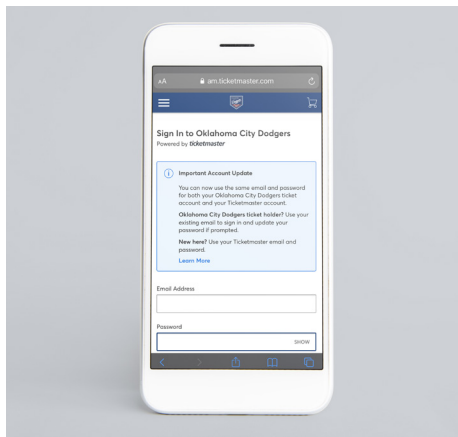 AA am.ticketmaster.com
Sign In to Oklahoma City Dodgers
Powered by ticketmaster
Important Account Update
You can now use the same email and password
for both your Oklahoma City Dodgers ticket
account and your Ticketmaster account.
Oklahoma City Dodgers ticket holder? Use your
existing email to sign in and update your
password if prompted.
New here? Use your Ticketmaster email and
password.
Learn More
Email Address
Password
SHOW